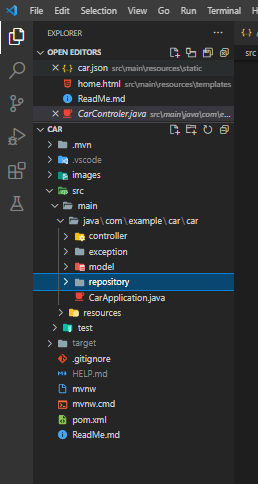 File Edit Selection View Go Run Terminal H
EXPLORER
OPEN EDITORS
car.json src\main\resources\static
home.html src\main\resources\templates
ReadMe.md
CarControler.java src\main\java\com\e...
CAR
.mvn
.vscode
images
src
main
java\com\example\car\car
controller
exception
model
repository
CarApplication.java
resources
test
target
.gitignore
HELP.md
mvnw
mvnw.cmd
pom.xml
ReadMe.md
src